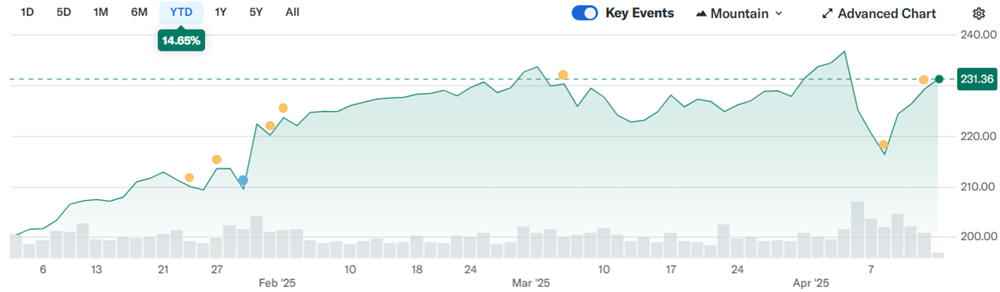 1D 5D 1M 6M YTD 1Y 5Y All Key Events Mountain Advanced Chart
14.65%
240.00
231.36
220.00
210.00
200.00
6 13 21 27 10 18 24 10 17 24 7
Feb '25 Mar '25 Apr '25